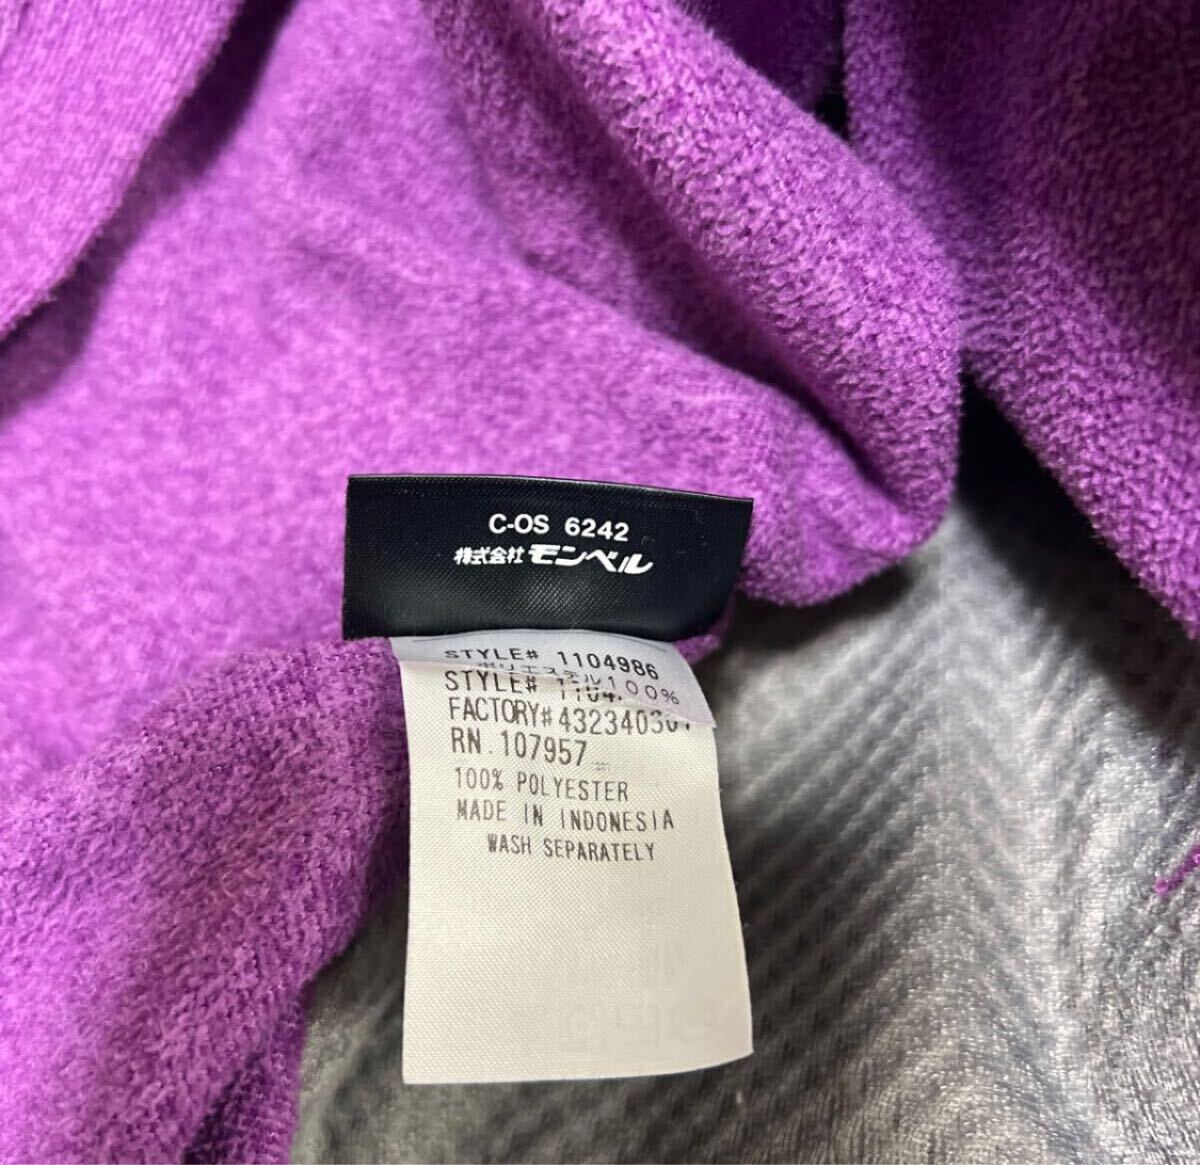 C-OS 6242
株式会社モンベル
STYLE# 1104986
ポリエステル100%
STYLE# 1104
FACTORY#432340301
RN.107957
100% POLYESTER
MADE IN INDONESIA
WASH SEPARATELY